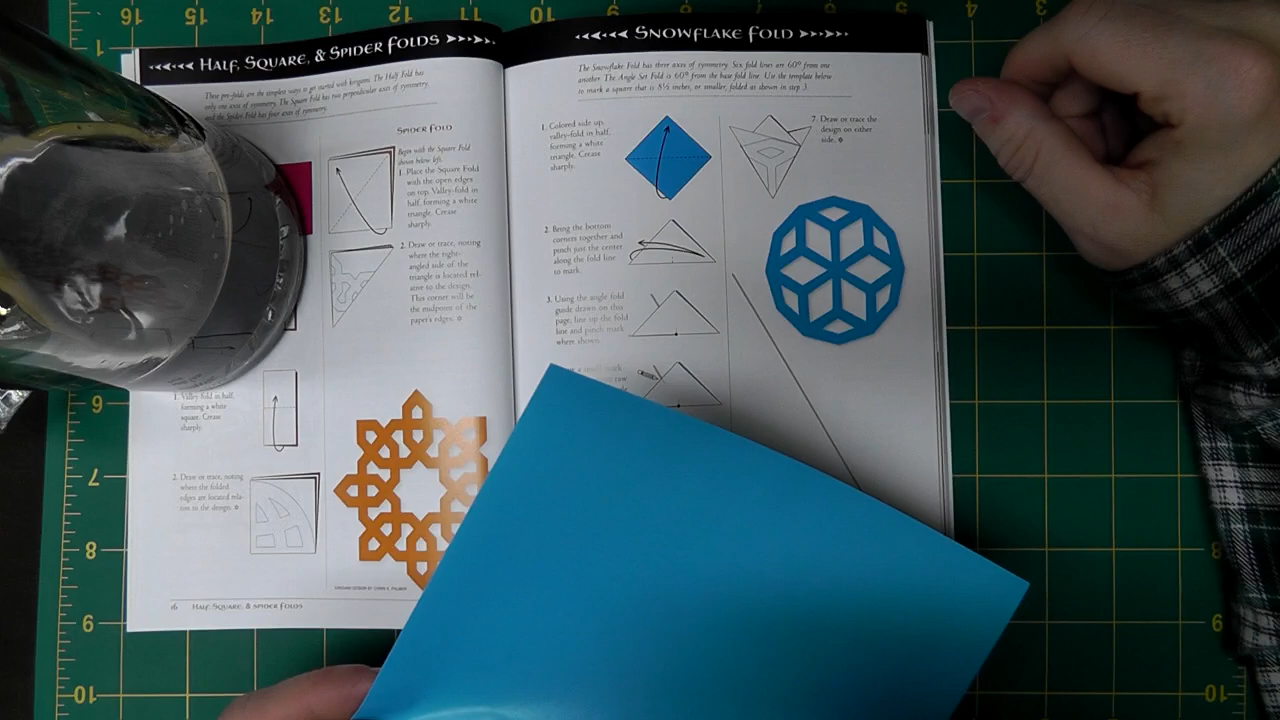 16 15 14 13 12 11 10 9 5 4 3
HALF, SQUARE, & SPIDER FOLDS
These pre-folds are the simplest ways to get started with kirigami. The Half Fold has
only one axis of symmetry. The Square Fold has two perpendicular axes of symmetry,
and the Spider Fold has four axes of symmetry.
SPIDER FOLD
Begin with the Square Fold
shown below left.
1. Place the Square Fold
with the open edges
on top. Valley-fold in
half, forming a white
triangle. Crease
sharply.
2. Draw or trace, noting
where the right-
angled side of the
triangle is located rel-
ative to the design.
This corner will be
the midpoint of the
paper's edges.
1. Valley-fold in half,
forming a white
square. Crease
sharply.
2. Draw or trace, noting
where the folded
edges are located rela-
tive to the design.
16 HALF, SQUARE, & SPIDER FOLDS
SNOWFLAKE FOLD
The Snowflake Fold has three axes of symmetry. Six fold lines are 60° from one
another. The Angle Set Fold is 60° from the base fold line. Use the template below
to mark a square that is 8½ inches, or smaller, folded as shown in step 3.
1. Colored side up,
valley-fold in half,
forming a white
triangle. Crease
sharply.
2. Bring the bottom
corners together and
pinch just the center
along the fold line
to mark.
3. Using the angle fold
guide drawn on this
page, line up the fold
line and pinch mark
where shown.
7. Draw or trace the
design on either
side.
9
7
8
9
10
8
9
10